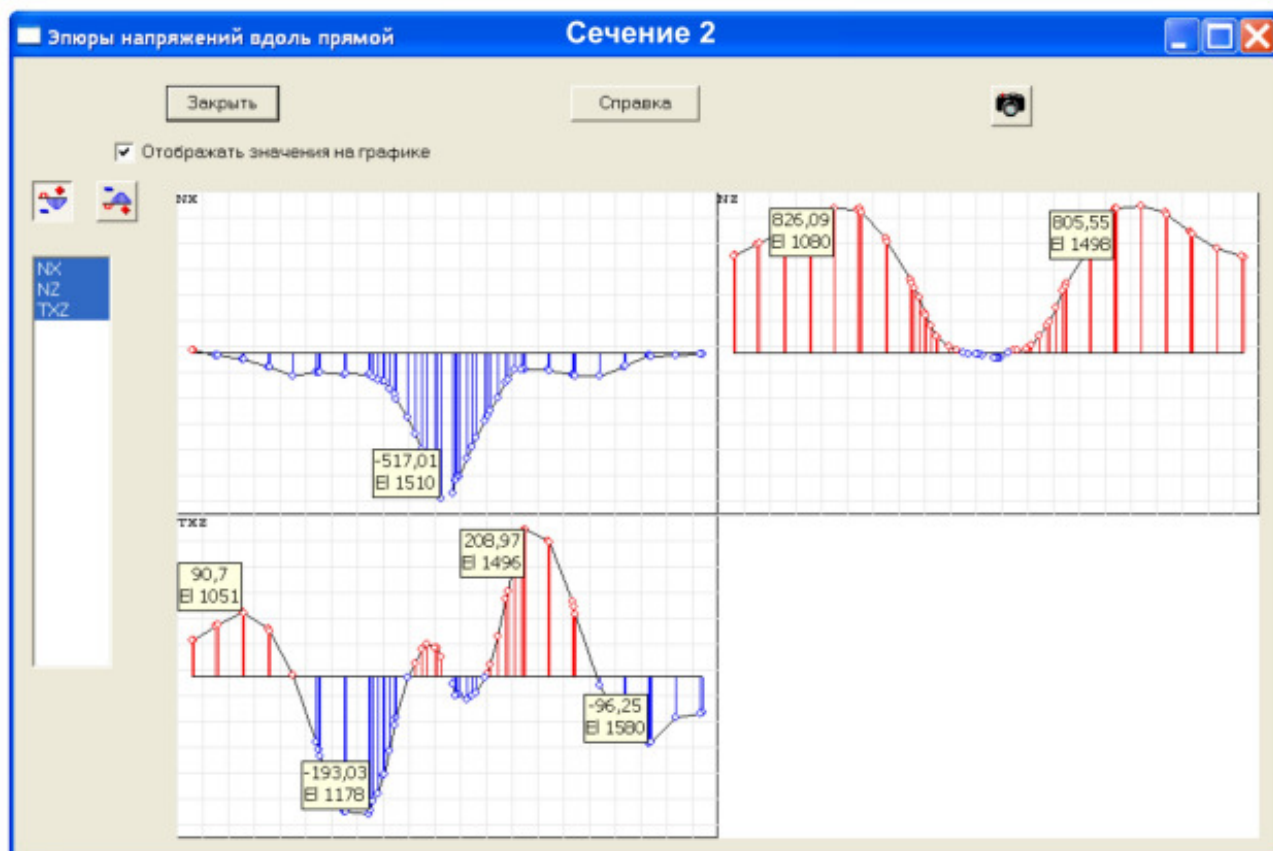 Эпюры напряжений вдоль прямой
Сечение 2
Закрыть
Справка
Отображать значения на графике
NX
NZ
TXZ
NX
-517,01
El 1510
NZ
826,09
El 1080
805,55
El 1498
TXZ
90,7
El 1051
208,97
El 1496
-193,03
El 1178
-96,25
El 1580